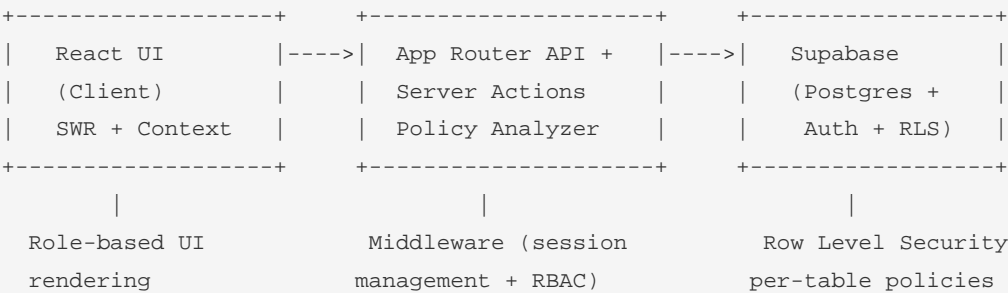 +-------------------+     +---------------------+     +-----------------+
|   React UI        |---->|  App Router API +   |---->|   Supabase      |
|   (Client)        |     |  Server Actions     |     |   (Postgres +   |
|   SWR + Context   |     |  Policy Analyzer    |     |    Auth + RLS)  |
+-------------------+     +---------------------+     +-----------------+
        |                          |                          |
  Role-based UI            Middleware (session          Row Level Security
  rendering               management + RBAC)           per-table policies